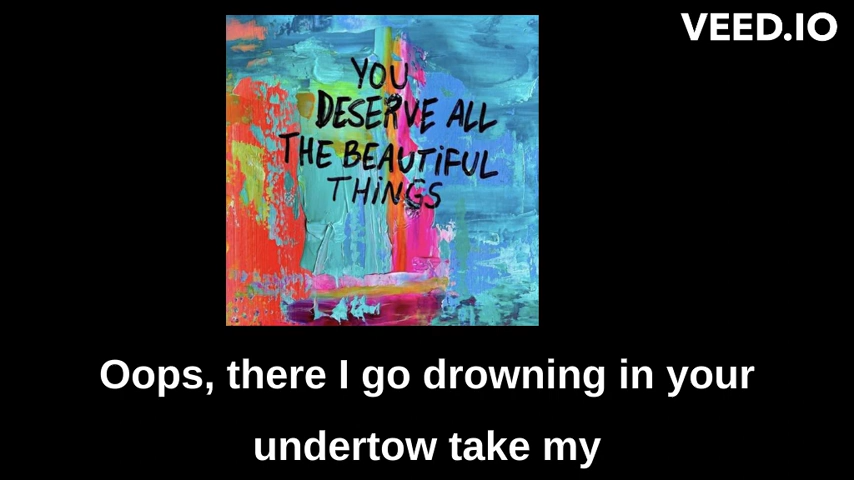 VEED.IO
YOU
DESERVE ALL
THE BEAUTiFUL
THiNGS
Oops, there I go drowning in your
undertow take my